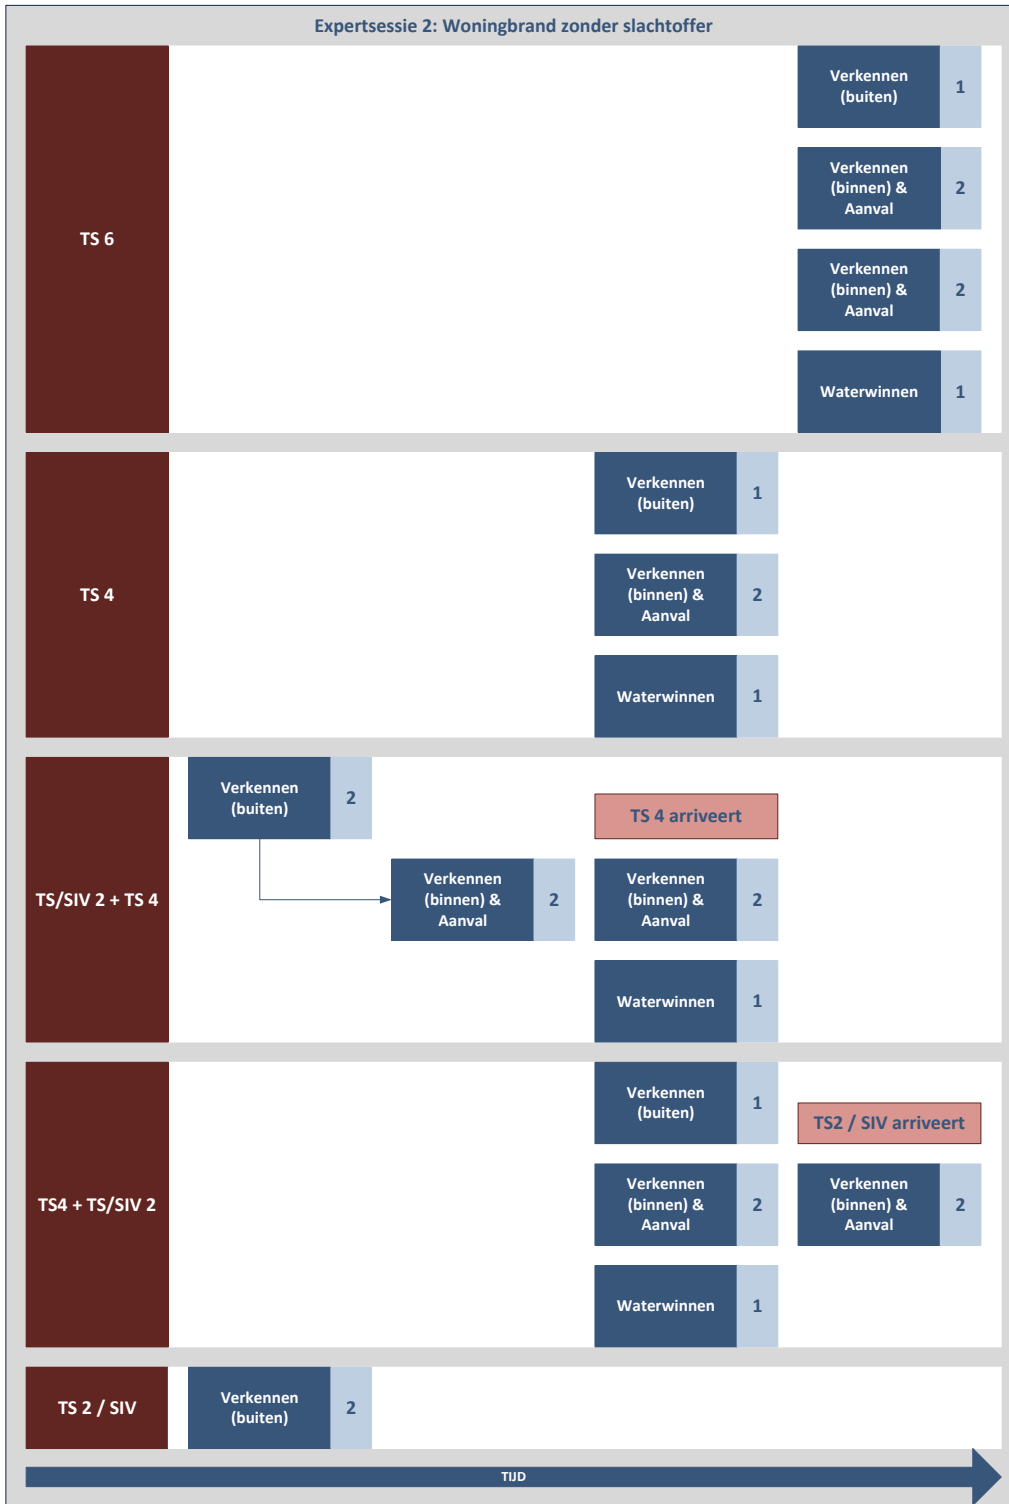 Expertsessie 2: Woningbrand zonder slachtoffer
TS 6
Verkennen
(buiten)
1
Verkennen
(binnen) &
Aanval
2
Verkennen
(binnen) &
Aanval
2
Waterwinnen
1
TS 4
Verkennen
(buiten)
1
Verkennen
(binnen) &
Aanval
2
Waterwinnen
1
TS/SIV 2 + TS 4
Verkennen
(buiten)
2
Verkennen
(binnen) &
Aanval
2
TS 4 arriveert
Verkennen
(binnen) &
Aanval
2
Waterwinnen
1
TS4 + TS/SIV 2
Verkennen
(buiten)
1
Verkennen
(binnen) &
Aanval
2
Waterwinnen
1
TS2 / SIV arriveert
Verkennen
(binnen) &
Aanval
2
TS 2 / SIV
Verkennen
(buiten)
2
TIJD